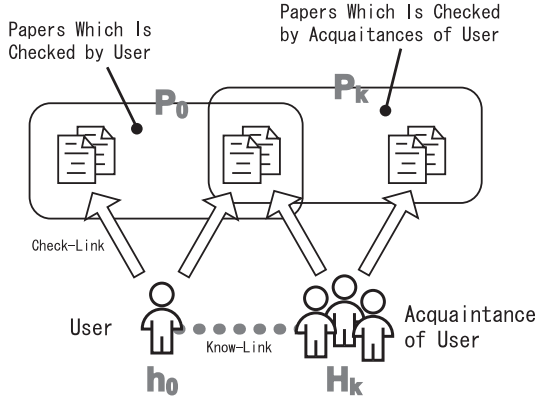 Papers Which Is
Checked by User
Papers Which Is Checked
by Acquaitances of User
P0
Pk
Check-Link
User
Know-Link
Acquaintance
of User
h0
Hk